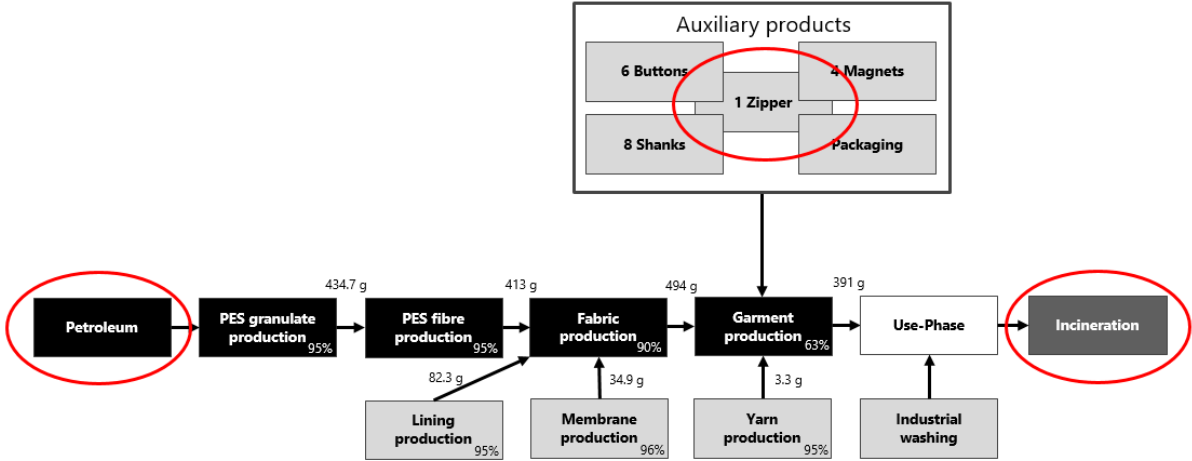 Auxiliary products
6 Buttons
4 Magnets
1 Zipper
8 Shanks
Packaging
434.7 g
413 g
494 g
391 g
Petroleum
PES granulate
production
95%
PES fibre
production
95%
Fabric
production
90%
Garment
production
63%
Use-Phase
Incineration
82.3 g
34.9 g
3.3 g
Lining
production
95%
Membrane
production
96%
Yarn
production
95%
Industrial
washing